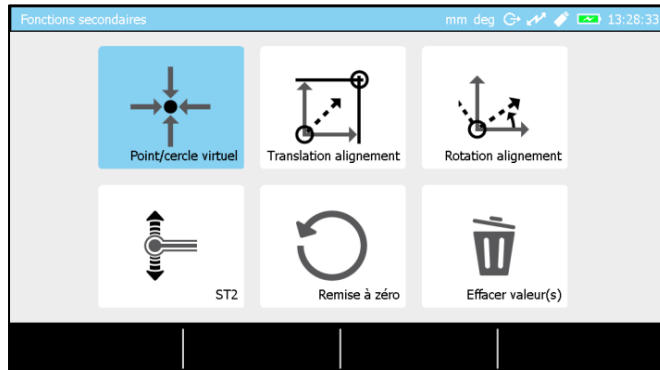 Fonctions secondaires
mm deg 13:28:33
Point/cercle virtuel
Translation alignement
Rotation alignement
ST2
Remise à zéro
Effacer valeur(s)